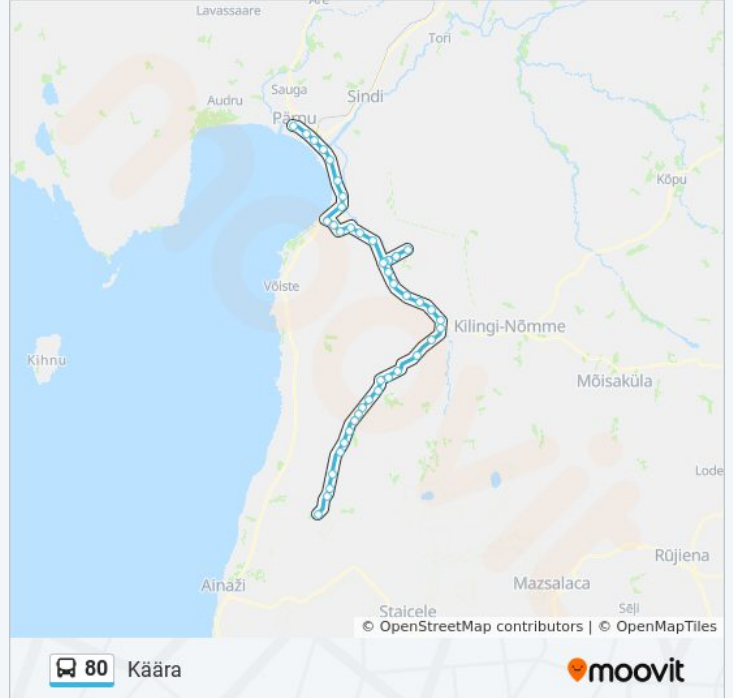 Lavassaare
Are
Tori
Sauga
Sindi
Audru
Pärnu
Kõpu
Võiste
Kilingi-Nõmme
Kihnu
Mõisaküla
Lode
Rūjiena
Ainaži
Mazsalaca
Staicele
Sēļi
© OpenStreetMap contributors | © OpenMapTiles
80 Käära
moovit